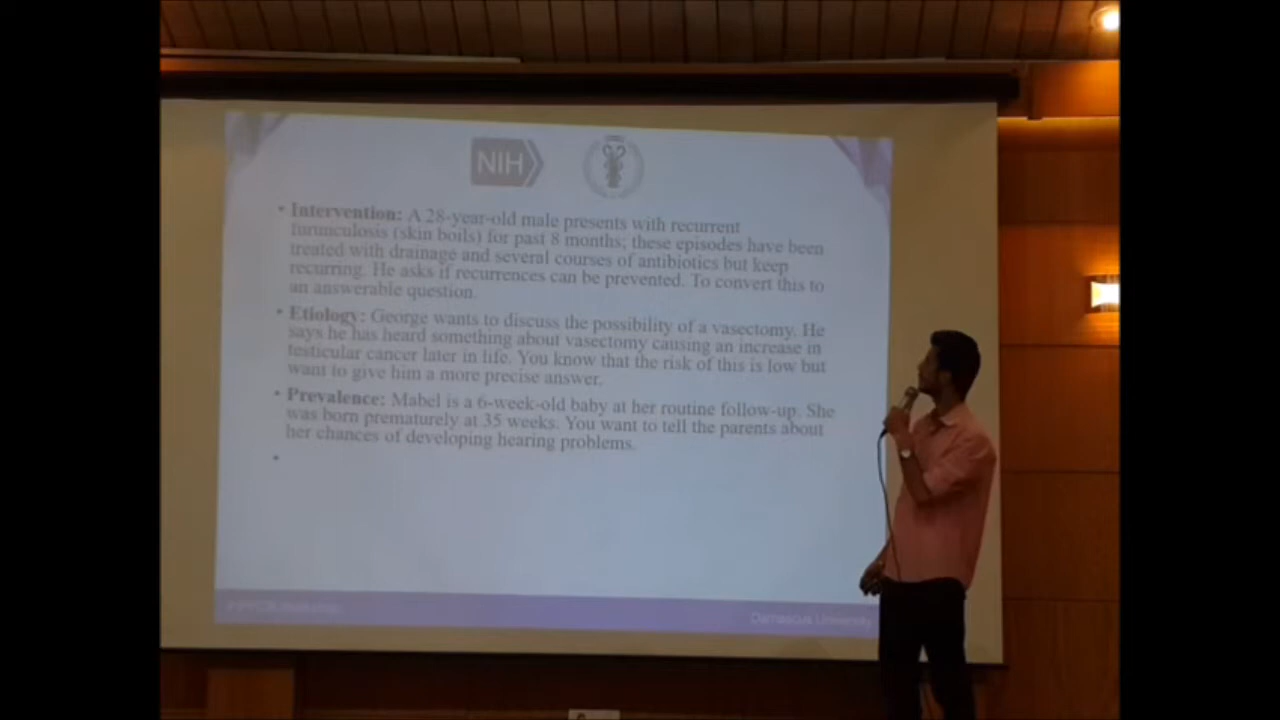 NIH
• Intervention: A 28-year-old male presents with recurrent
furunculosis (skin boils) for past 8 months; these episodes have been
treated with drainage and several courses of antibiotics but keep
recurring. He asks if recurrences can be prevented. To convert this to
an answerable question.
• Etiology: George wants to discuss the possibility of a vasectomy. He
says he has heard something about vasectomy causing an increase in
testicular cancer later in life. You know that the risk of this is low but
want to give him a more precise answer.
• Prevalence: Mabel is a 6-week-old baby at her routine follow-up. She
was born prematurely at 35 weeks. You want to tell the parents about
her chances of developing hearing problems.
•
Damascus University